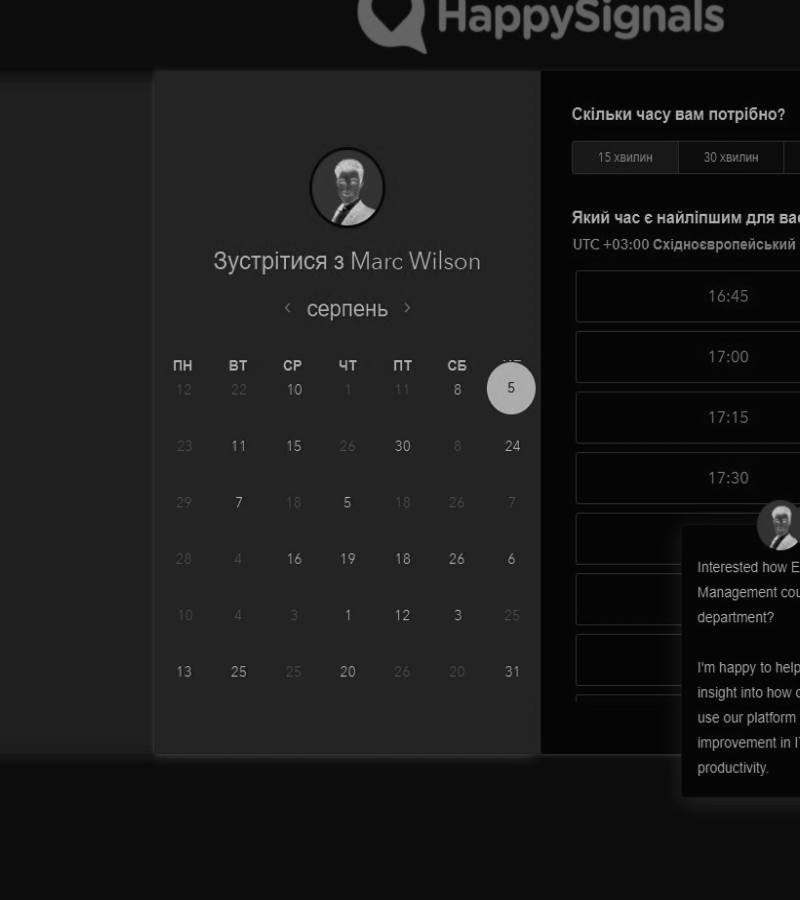 HappySignals
Зустрітися з Marc Wilson
‹ серпень ›
ПН ВТ СР ЧТ ПТ СБ
12 22 10 1 11 8 5
23 11 15 26 30 8 24
29 7 18 5 18 26 7
28 4 16 19 18 26 6
10 4 3 1 12 3 25
13 25 25 20 26 20 31
Скільки часу вам потрібно?
15 хвилин 30 хвилин
Який час є найліпшим для вас
UTC +03:00 Східноєвропейський
16:45
17:00
17:15
17:30
Interested how E
Management cou
department?
I'm happy to help
insight into how o
use our platform
improvement in IT
productivity.